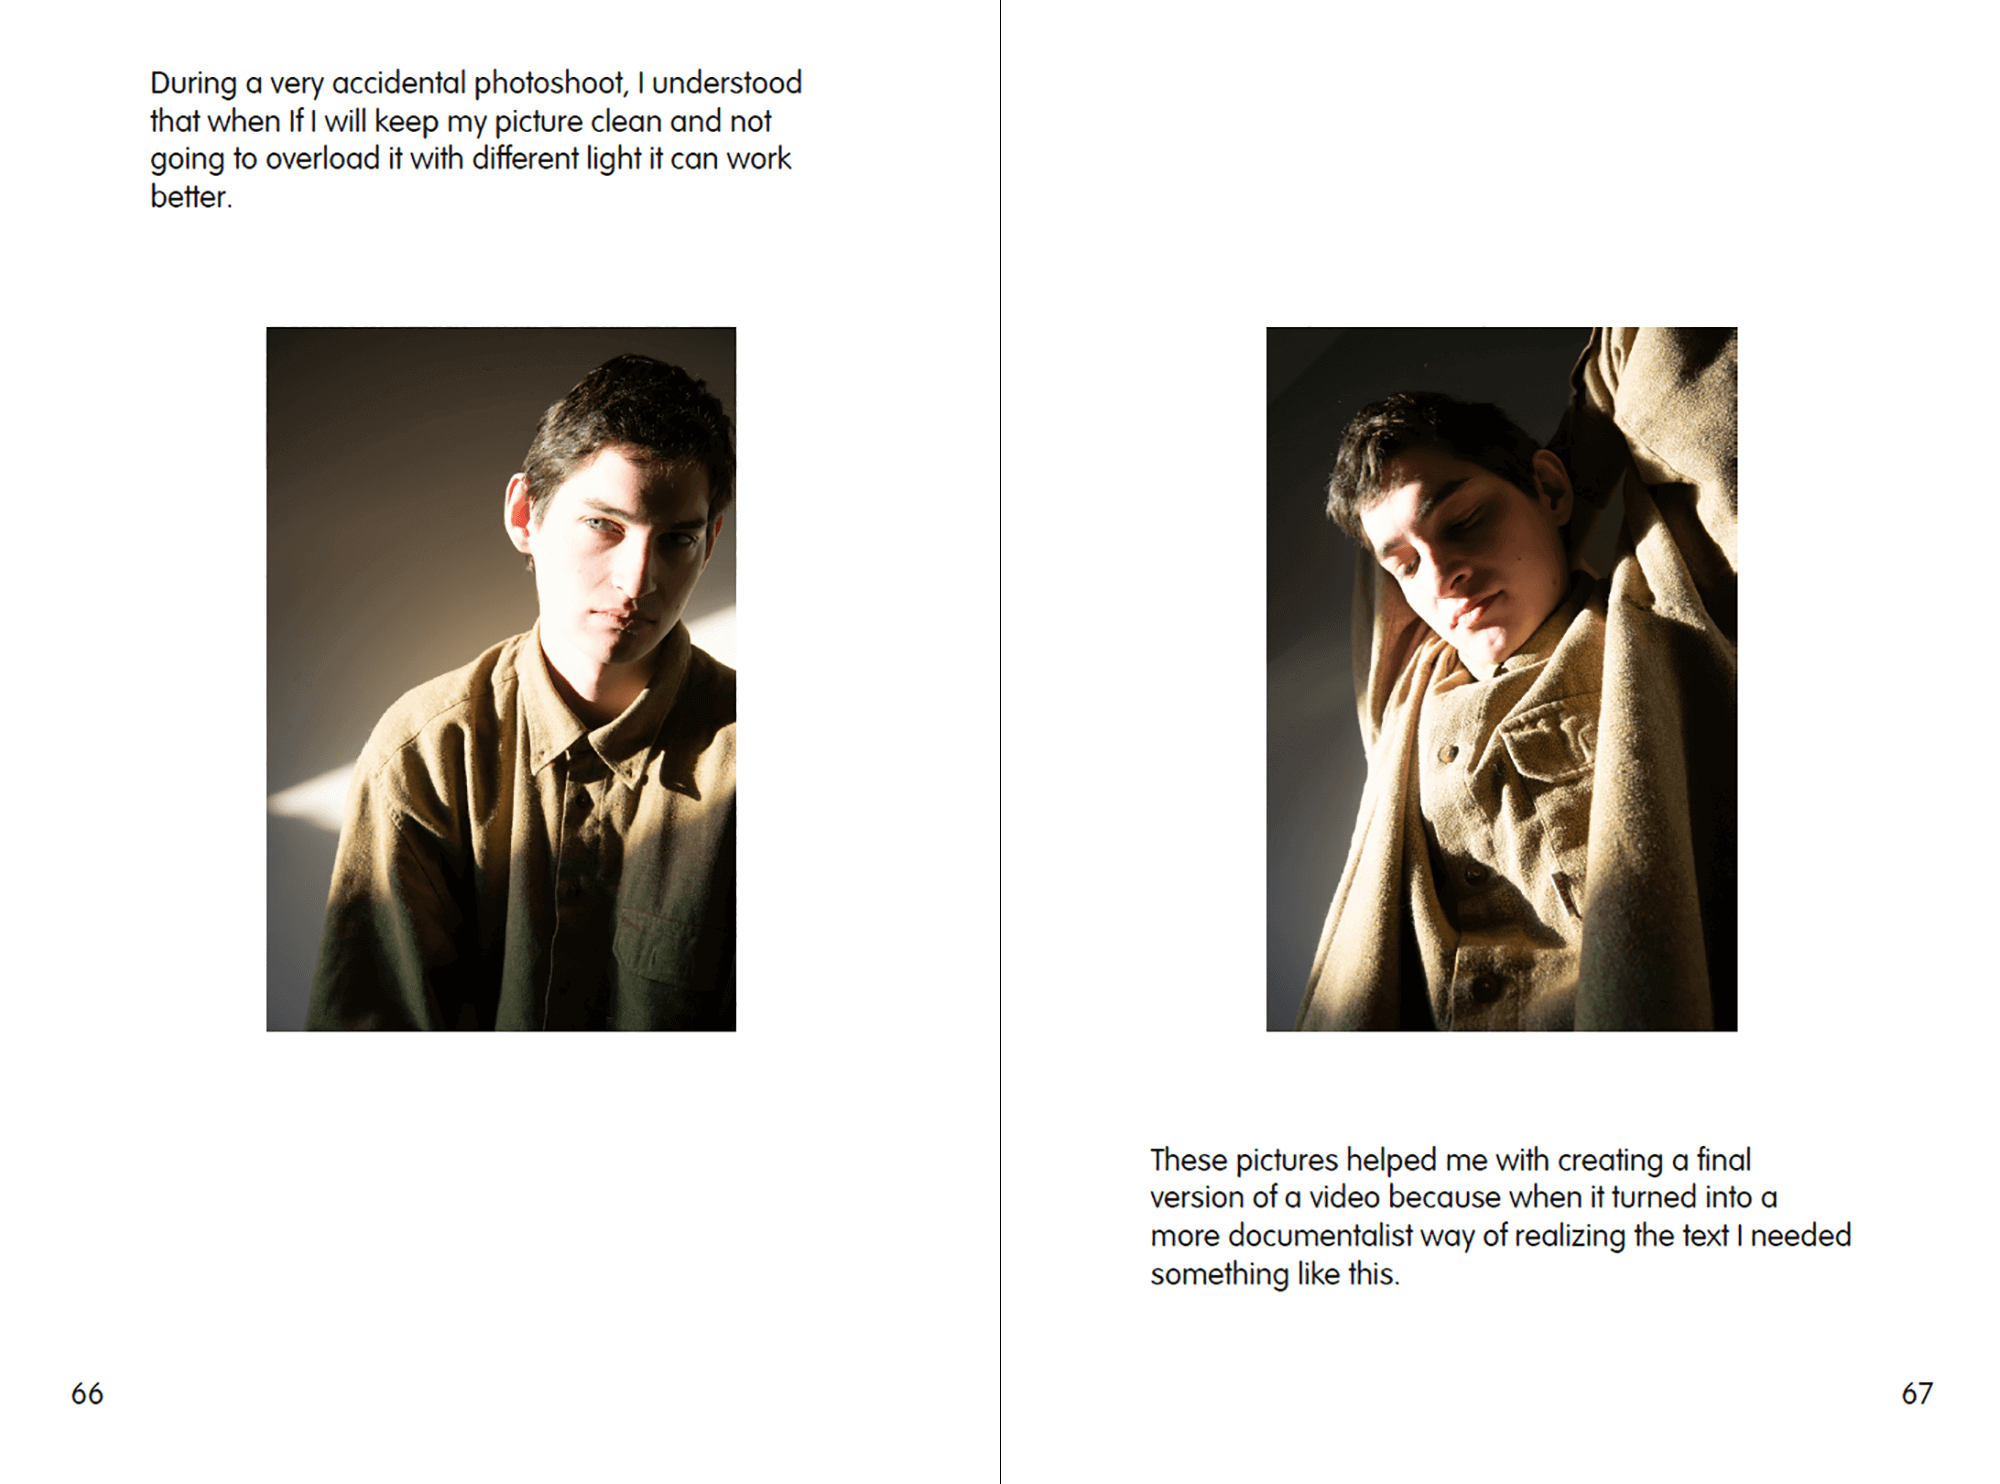 During a very accidental photoshoot, I understood
that when If I will keep my picture clean and not
going to overload it with different light it can work
better.
66
These pictures helped me with creating a final
version of a video because when it turned into a
more documentalist way of realizing the text I needed
something like this.
67